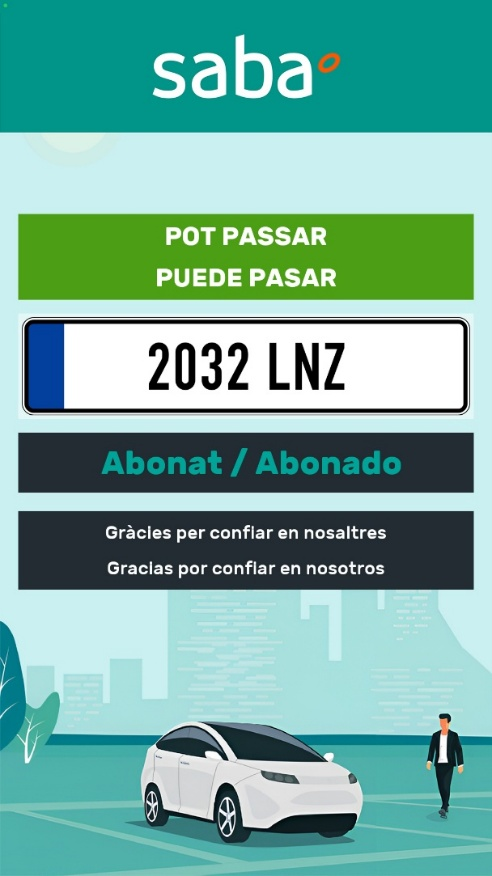 saba
POT PASSAR
PUEDE PASAR
2032 LNZ
Abonat / Abonado
Gràcies per confiar en nosaltres
Gracias por confiar en nosotros